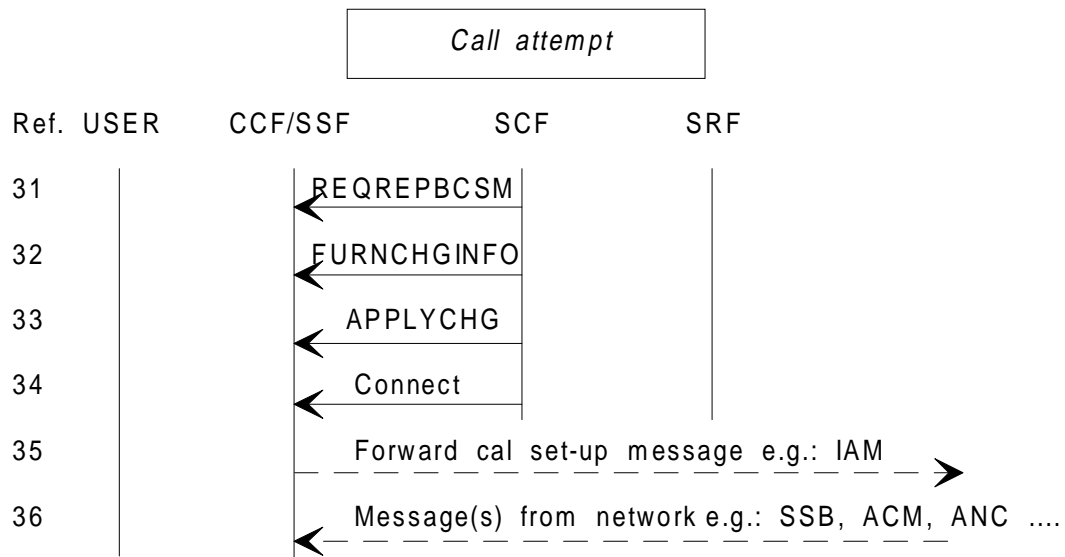 Call attempt
Ref. USER CCF/SSF SCF SRF
31 REQREPBCSM
32 FURNCHGINFO
33 APPLYCHG
34 Connect
35 Forward cal set-up message e.g.: IAM
36 Message(s) from network e.g.: SSB, ACM, ANC ....